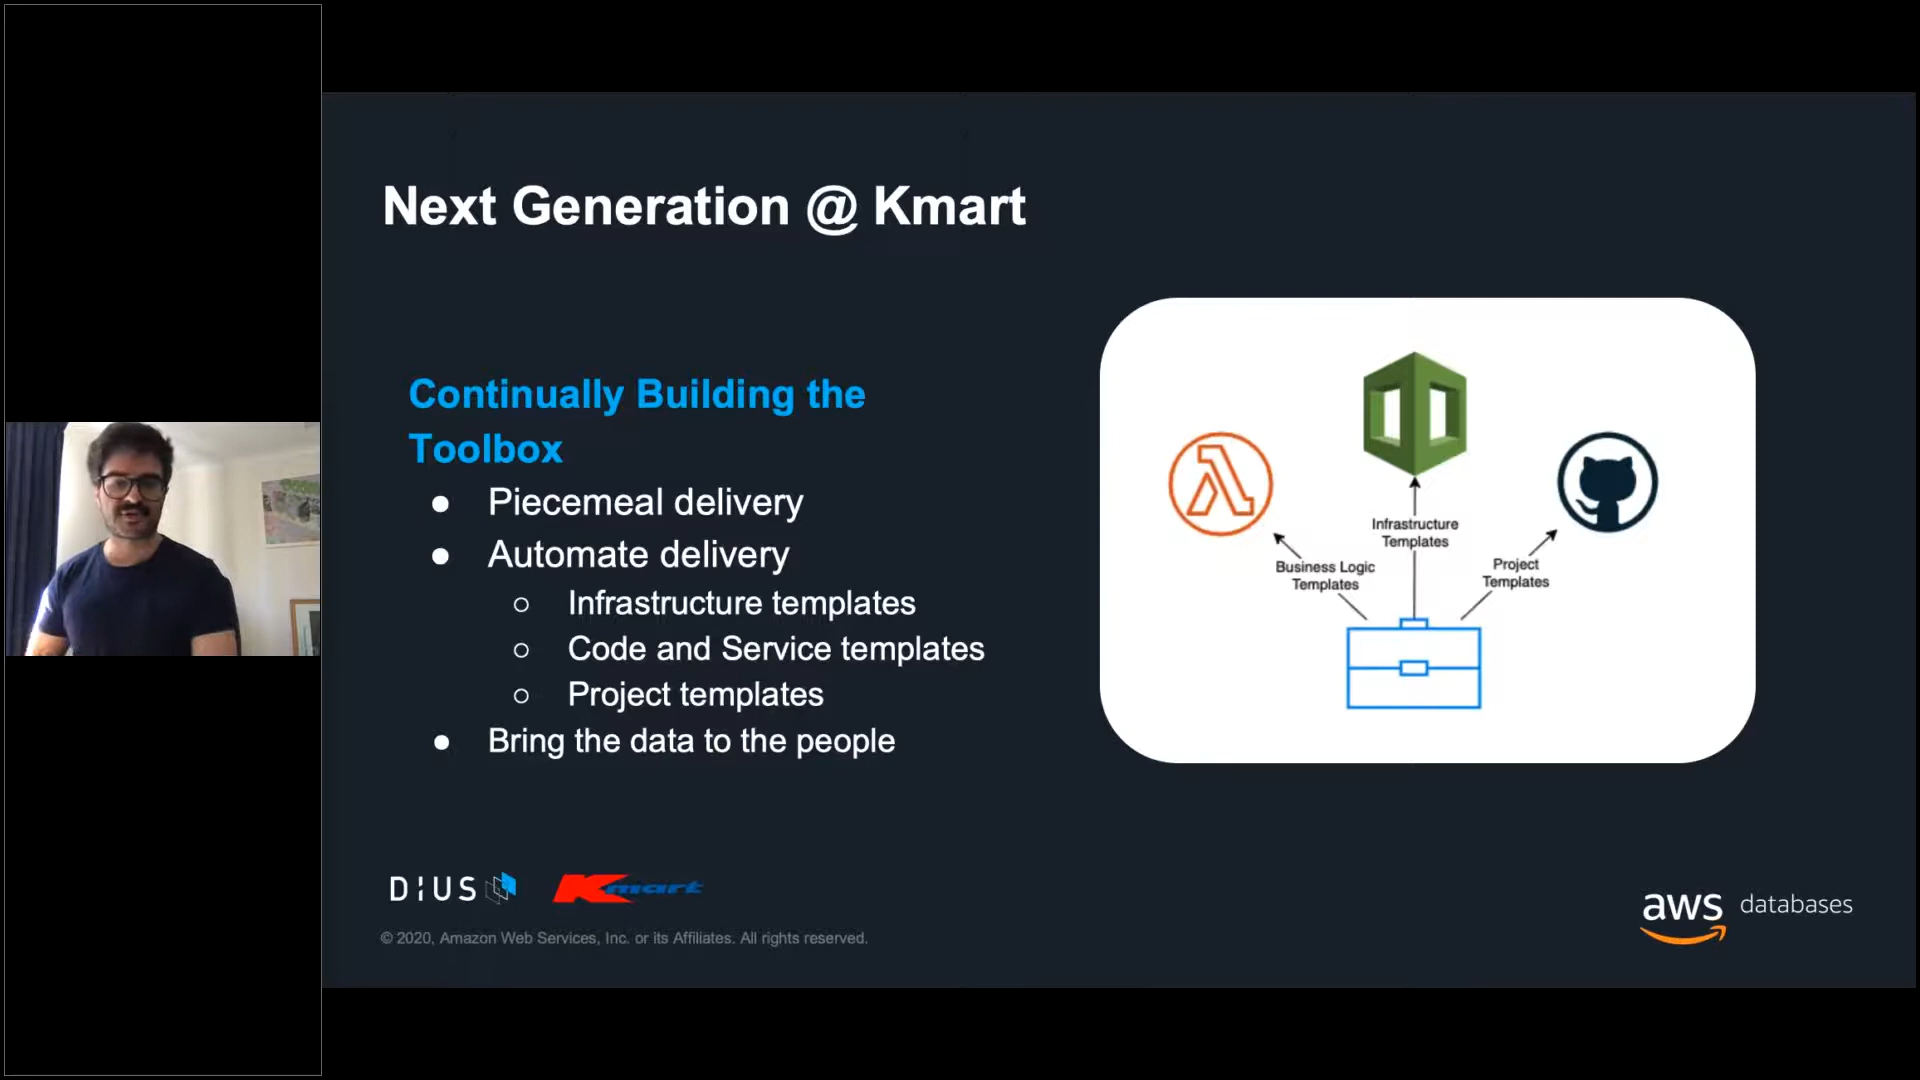 Next Generation @ Kmart
Continually Building the
Toolbox
● Piecemeal delivery
● Automate delivery
○ Infrastructure templates
○ Code and Service templates
○ Project templates
● Bring the data to the people
Infrastructure
Templates
Business Logic
Templates
Project
Templates
DiUS
Kmart
aws databases
© 2020, Amazon Web Services, Inc. or its Affiliates. All rights reserved.